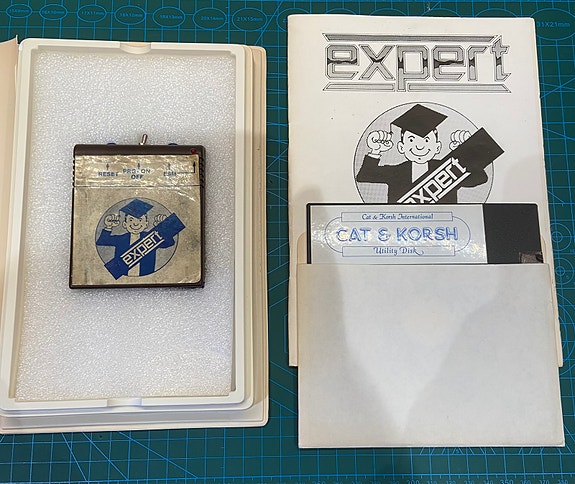 RESET PRG·ON ESM
OFF
expert
expert
expert
Cat & Korsh International
CAT & KORSH
Utility Disk